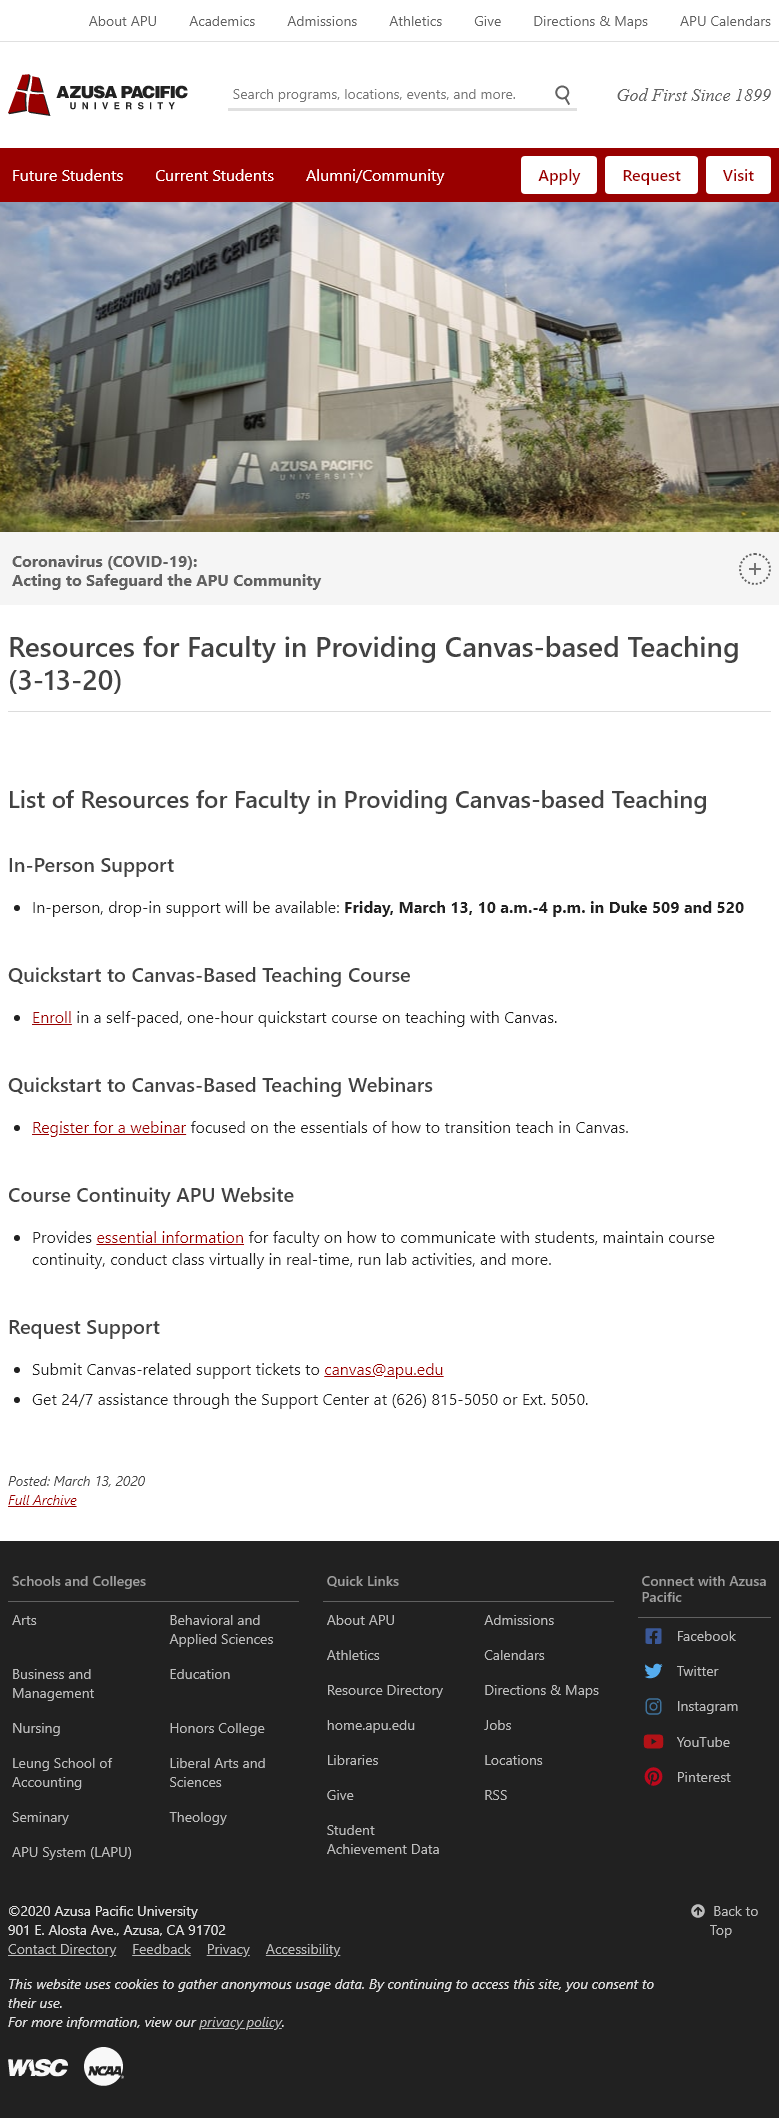 About APU Academics Admissions Athletics Give Directions & Maps APU Calendars
AZUSA PACIFIC
UNIVERSITY
Search programs, locations, events, and more.
God First Since 1899
Future Students Current Students Alumni/Community Apply Request Visit
SEGERSTROM SCIENCE CENTER
675
AZUSA PACIFIC
UNIVERSITY
675
Coronavirus (COVID-19):
Acting to Safeguard the APU Community
Resources for Faculty in Providing Canvas-based Teaching
(3-13-20)
List of Resources for Faculty in Providing Canvas-based Teaching
In-Person Support
In-person, drop-in support will be available: Friday, March 13, 10 a.m.-4 p.m. in Duke 509 and 520
Quickstart to Canvas-Based Teaching Course
Enroll in a self-paced, one-hour quickstart course on teaching with Canvas.
Quickstart to Canvas-Based Teaching Webinars
Register for a webinar focused on the essentials of how to transition teach in Canvas.
Course Continuity APU Website
Provides essential information for faculty on how to communicate with students, maintain course
continuity, conduct class virtually in real-time, run lab activities, and more.
Request Support
Submit Canvas-related support tickets to canvas@apu.edu
Get 24/7 assistance through the Support Center at (626) 815-5050 or Ext. 5050.
Posted: March 13, 2020
Full Archive
Schools and Colleges
Arts
Behavioral and
Applied Sciences
Business and
Management
Education
Nursing
Honors College
Leung School of
Accounting
Liberal Arts and
Sciences
Seminary
Theology
APU System (LAPU)
Quick Links
About APU
Admissions
Athletics
Calendars
Resource Directory
Directions & Maps
home.apu.edu
Jobs
Libraries
Locations
Give
RSS
Student
Achievement Data
Connect with Azusa
Pacific
Facebook
Twitter
Instagram
YouTube
Pinterest
©2020 Azusa Pacific University
901 E. Alosta Ave., Azusa, CA 91702
Contact Directory Feedback Privacy Accessibility
Back to
Top
This website uses cookies to gather anonymous usage data. By continuing to access this site, you consent to
their use.
For more information, view our privacy policy.
WASC
NCAA